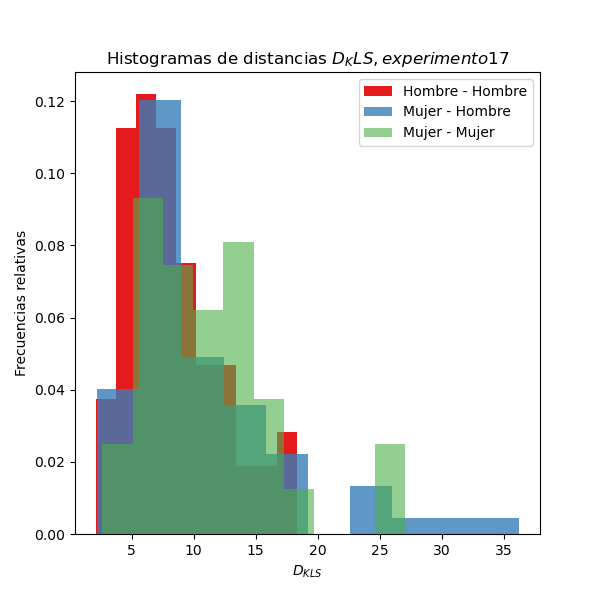 Histogramas de distancias $D_KLS, experimento17$
Hombre - Hombre
Mujer - Hombre
Mujer - Mujer
Frecuencias relativas
0.12
0.10
0.08
0.06
0.04
0.02
0.00
5 10 15 20 25 30 35
$D_{KLS}$